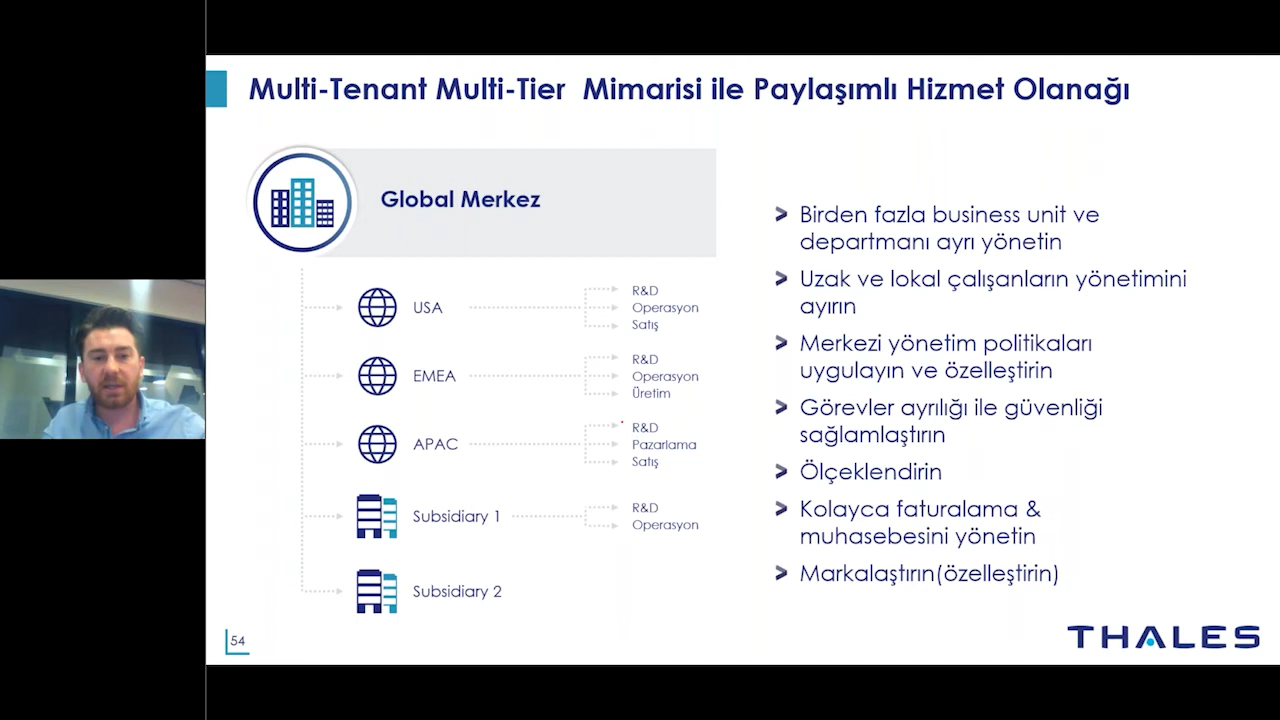 Multi-Tenant Multi-Tier  Mimarisi ile Paylaşımlı Hizmet Olanağı
Global Merkez
USA
R&D
Operasyon
Satış
EMEA
R&D
Operasyon
Üretim
APAC
R&D
Pazarlama
Satış
Subsidiary 1
R&D
Operasyon
Subsidiary 2
Birden fazla business unit ve
departmanı ayrı yönetin
Uzak ve lokal çalışanların yönetimini
ayırın
Merkezi yönetim politikaları
uygulayın ve özelleştirin
Görevler ayrılığı ile güvenliği
sağlamlaştırın
Ölçeklendirin
Kolayca faturalama &
muhasebesini yönetin
Markalaştırın(özelleştirin)
54
THALES